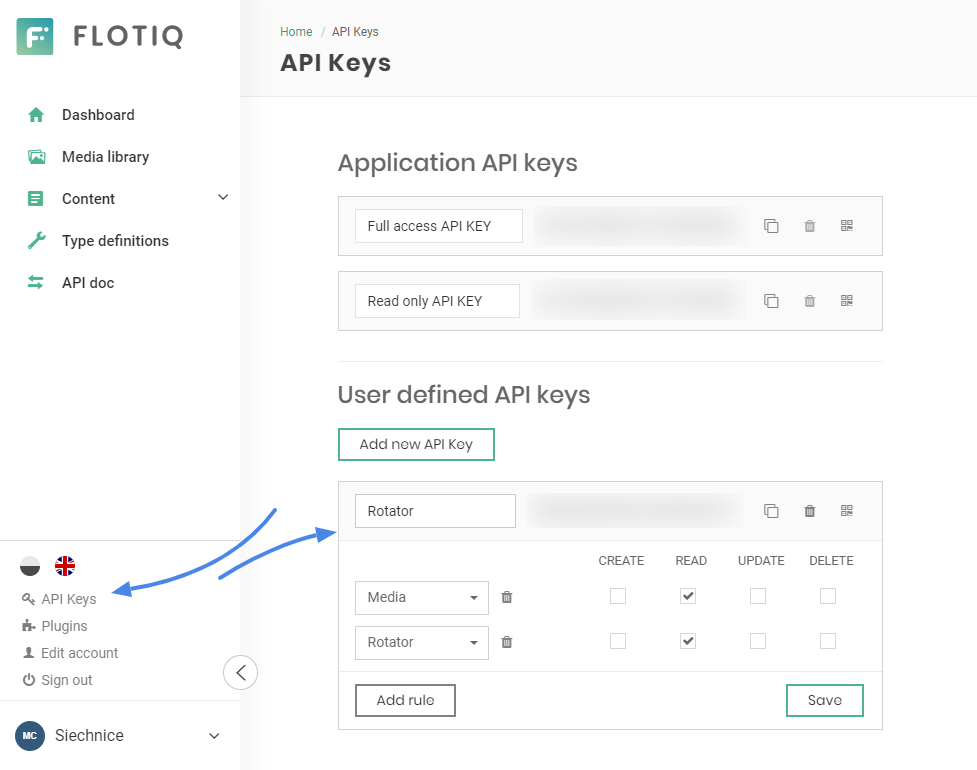 FLOTIQ
Dashboard
Media library
Content
Type definitions
API doc
API Keys
Plugins
Edit account
Sign out
MC Siechnice
Home / API Keys
API Keys
Application API keys
Full access API KEY
Read only API KEY
User defined API keys
Add new API Key
Rotator
CREATE READ UPDATE DELETE
Media
Rotator
Add rule Save